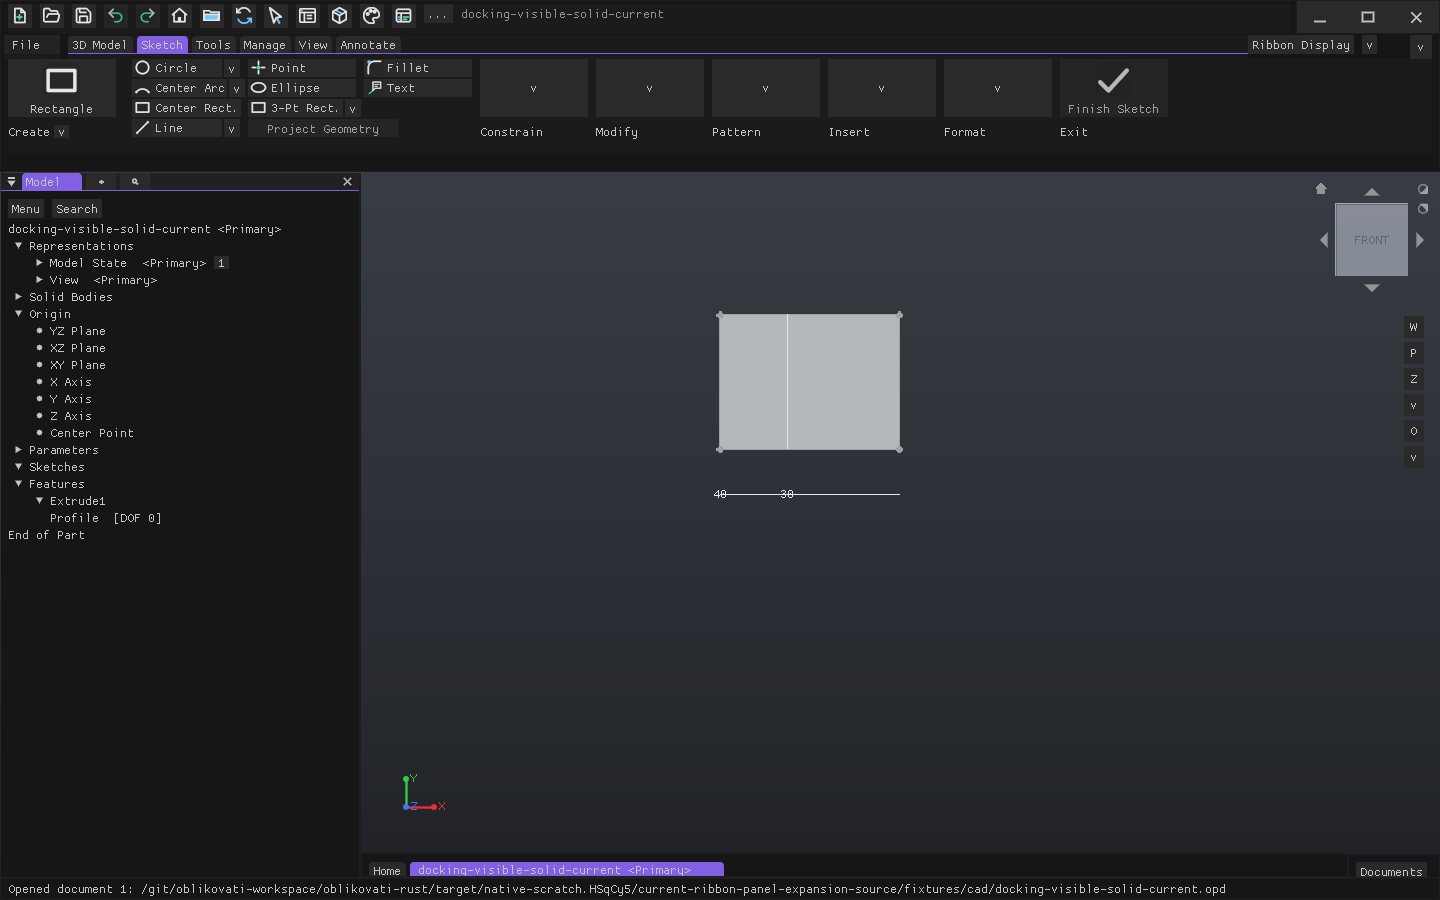 ... docking-visible-solid-current
File 3D Model Sketch Tools Manage View Annotate Ribbon Display v v
Rectangle
Create v
Circle v Point Fillet
Center Arc v Ellipse Text
Center Rect. 3-Pt Rect. v
Line v Project Geometry
v v v v v Finish Sketch
Constrain Modify Pattern Insert Format Exit
Model
Menu Search
docking-visible-solid-current <Primary>
Representations
Model State <Primary> 1
View <Primary>
Solid Bodies
Origin
YZ Plane
XZ Plane
XY Plane
X Axis
Y Axis
Z Axis
Center Point
Parameters
Sketches
Features
Extrude1
Profile [DOF 0]
End of Part
FRONT
W
P
Z
v
O
v
40 30
Y
Z X
Home docking-visible-solid-current <Primary> Documents
Opened document 1: /git/oblikovati-workspace/oblikovati-rust/target/native-scratch.HSqCy5/current-ribbon-panel-expansion-source/fixtures/cad/docking-visible-solid-current.opd